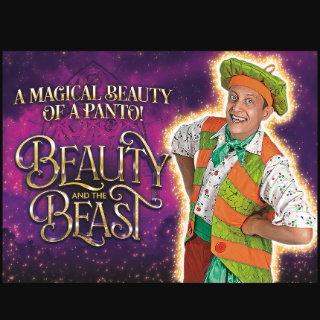 A MAGICAL BEAUTY
OF A PANTO!
BEAUTY
AND THE
BEAST